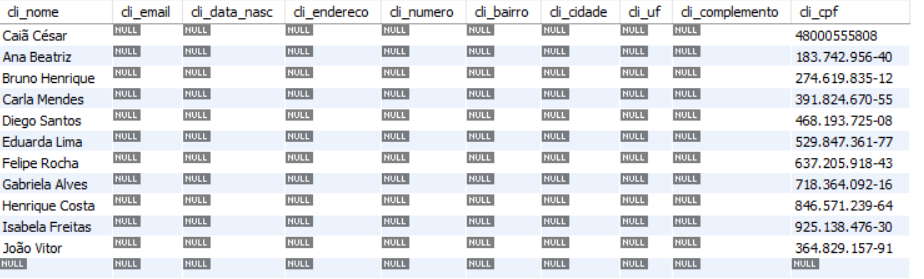 cli_nome cli_email cli_data_nasc cli_endereco cli_numero cli_bairro cli_cidade cli_uf cli_complemento cli_cpf
Caiã César NULL NULL NULL NULL NULL NULL NULL NULL 48000555808
Ana Beatriz NULL NULL NULL NULL NULL NULL NULL NULL 183.742.956-40
Bruno Henrique NULL NULL NULL NULL NULL NULL NULL NULL 274.619.835-12
Carla Mendes NULL NULL NULL NULL NULL NULL NULL NULL 391.824.670-55
Diego Santos NULL NULL NULL NULL NULL NULL NULL NULL 468.193.725-08
Eduarda Lima NULL NULL NULL NULL NULL NULL NULL NULL 529.847.361-77
Felipe Rocha NULL NULL NULL NULL NULL NULL NULL NULL 637.205.918-43
Gabriela Alves NULL NULL NULL NULL NULL NULL NULL NULL 718.364.092-16
Henrique Costa NULL NULL NULL NULL NULL NULL NULL NULL 846.571.239-64
Isabela Freitas NULL NULL NULL NULL NULL NULL NULL NULL 925.138.476-30
João Vitor NULL NULL NULL NULL NULL NULL NULL NULL 364.829.157-91
NULL NULL NULL NULL NULL NULL NULL NULL NULL NULL